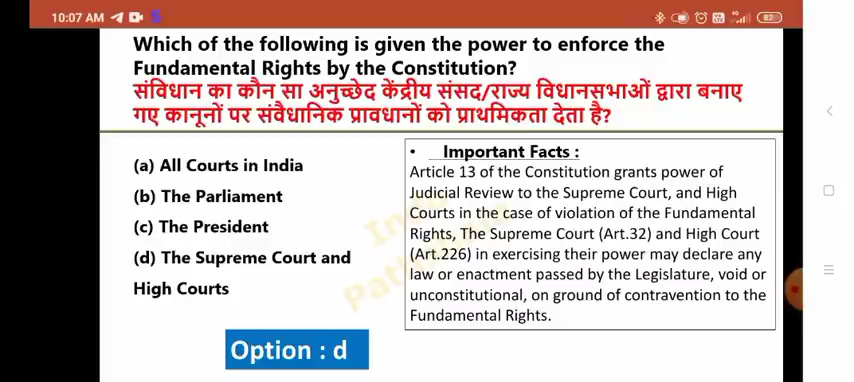 10:07 AM
82
Which of the following is given the power to enforce the
Fundamental Rights by the Constitution?
संविधान का कौन सा अनुच्छेद केंद्रीय संसद/राज्य विधानसभाओं द्वारा बनाए
गए कानूनों पर संवैधानिक प्रावधानों को प्राथमिकता देता है?
(a) All Courts in India
(b) The Parliament
(c) The President
(d) The Supreme Court and
High Courts
• Important Facts :
Article 13 of the Constitution grants power of
Judicial Review to the Supreme Court, and High
Courts in the case of violation of the Fundamental
Rights, The Supreme Court (Art.32) and High Court
(Art.226) in exercising their power may declare any
law or enactment passed by the Legislature, void or
unconstitutional, on ground of contravention to the
Fundamental Rights.
Option : d